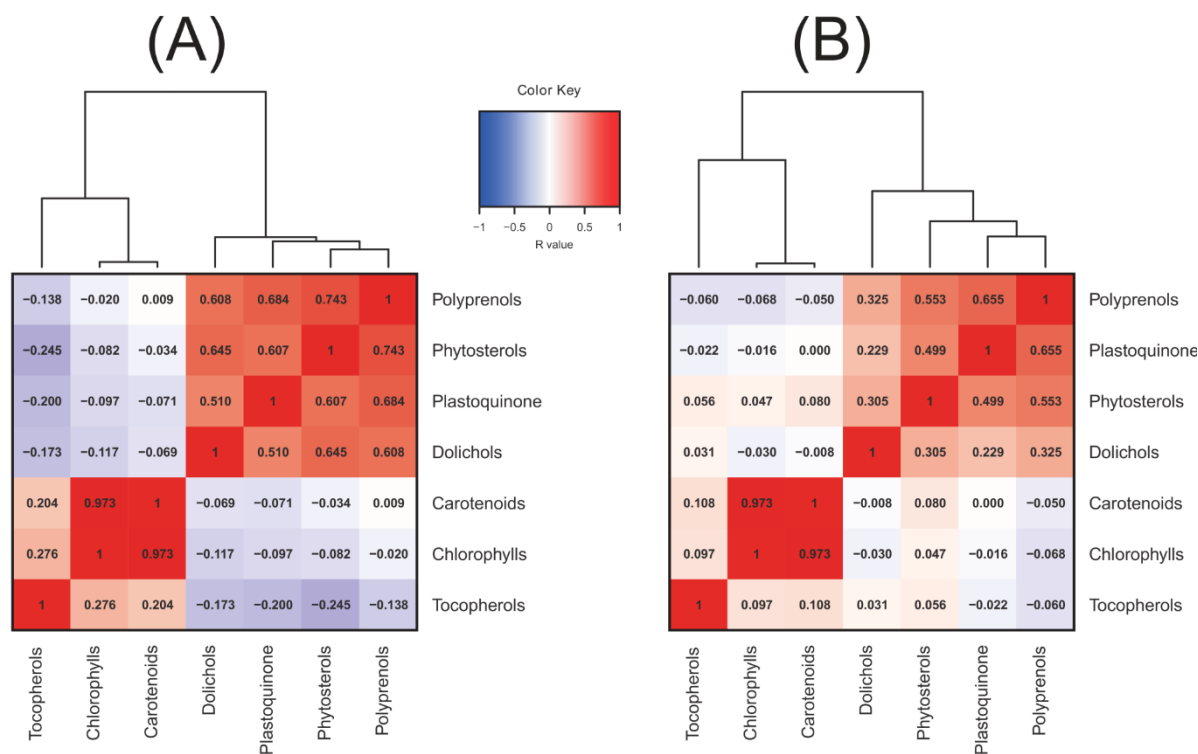 (A)
(B)
Color Key
−1 −0.5 0 0.5 1
R value
−0.138 −0.020 0.009 0.608 0.684 0.743 1 Polyprenols
−0.245 −0.082 −0.034 0.645 0.607 1 0.743 Phytosterols
−0.200 −0.097 −0.071 0.510 1 0.607 0.684 Plastoquinone
−0.173 −0.117 −0.069 1 0.510 0.645 0.608 Dolichols
0.204 0.973 1 −0.069 −0.071 −0.034 0.009 Carotenoids
0.276 1 0.973 −0.117 −0.097 −0.082 −0.020 Chlorophylls
1 0.276 0.204 −0.173 −0.200 −0.245 −0.138 Tocopherols
Tocopherols
Chlorophylls
Carotenoids
Dolichols
Plastoquinone
Phytosterols
Polyprenols
−0.060 −0.068 −0.050 0.325 0.553 0.655 1 Polyprenols
−0.022 −0.016 0.000 0.229 0.499 1 0.655 Plastoquinone
0.056 0.047 0.080 0.305 1 0.499 0.553 Phytosterols
0.031 −0.030 −0.008 1 0.305 0.229 0.325 Dolichols
0.108 0.973 1 −0.008 0.080 0.000 −0.050 Carotenoids
0.097 1 0.973 −0.030 0.047 −0.016 −0.068 Chlorophylls
1 0.097 0.108 0.031 0.056 −0.022 −0.060 Tocopherols
Tocopherols
Chlorophylls
Carotenoids
Dolichols
Phytosterols
Plastoquinone
Polyprenols